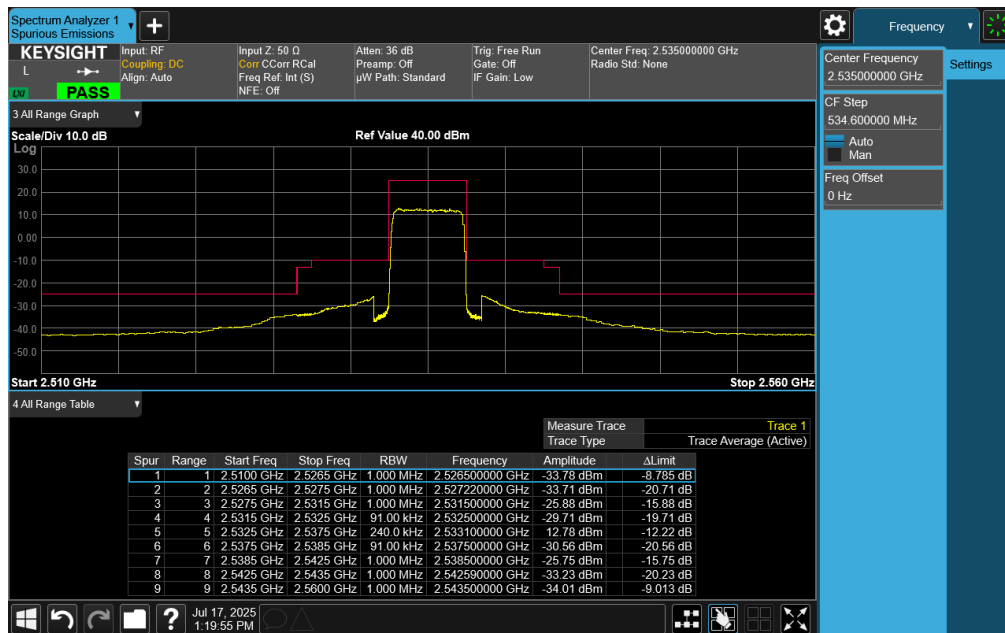 Spectrum Analyzer 1
Spurious Emissions
Frequency
KEYSIGHT
L
LXI
PASS
Input: RF
Coupling: DC
Align: Auto
Input Z: 50 Ω
Corr CCorr RCal
Freq Ref: Int (S)
NFE: Off
Atten: 36 dB
Preamp: Off
µW Path: Standard
Trig: Free Run
Gate: Off
IF Gain: Low
Center Freq: 2.535000000 GHz
Radio Std: None
Center Frequency
2.535000000 GHz
Settings
CF Step
534.600000 MHz
Auto
Man
Freq Offset
0 Hz
3 All Range Graph
Scale/Div 10.0 dB
Ref Value 40.00 dBm
Log
30.0
20.0
10.0
0.00
-10.0
-20.0
-30.0
-40.0
-50.0
Start 2.510 GHz
Stop 2.560 GHz
4 All Range Table
Measure Trace Trace 1
Trace Type Trace Average (Active)
Spur Range Start Freq Stop Freq RBW Frequency Amplitude ΔLimit
1 1 2.5100 GHz 2.5265 GHz 1.000 MHz 2.526500000 GHz -33.78 dBm -8.785 dB
2 2 2.5265 GHz 2.5275 GHz 1.000 MHz 2.527220000 GHz -33.71 dBm -20.71 dB
3 3 2.5275 GHz 2.5315 GHz 1.000 MHz 2.531500000 GHz -25.88 dBm -15.88 dB
4 4 2.5315 GHz 2.5325 GHz 91.00 kHz 2.532500000 GHz -29.71 dBm -19.71 dB
5 5 2.5325 GHz 2.5375 GHz 240.0 kHz 2.533100000 GHz 12.78 dBm -12.22 dB
6 6 2.5375 GHz 2.5385 GHz 91.00 kHz 2.537500000 GHz -30.56 dBm -20.56 dB
7 7 2.5385 GHz 2.5425 GHz 1.000 MHz 2.538500000 GHz -25.75 dBm -15.75 dB
8 8 2.5425 GHz 2.5435 GHz 1.000 MHz 2.542590000 GHz -33.23 dBm -20.23 dB
9 9 2.5435 GHz 2.5600 GHz 1.000 MHz 2.543500000 GHz -34.01 dBm -9.013 dB
Jul 17, 2025
1:19:55 PM